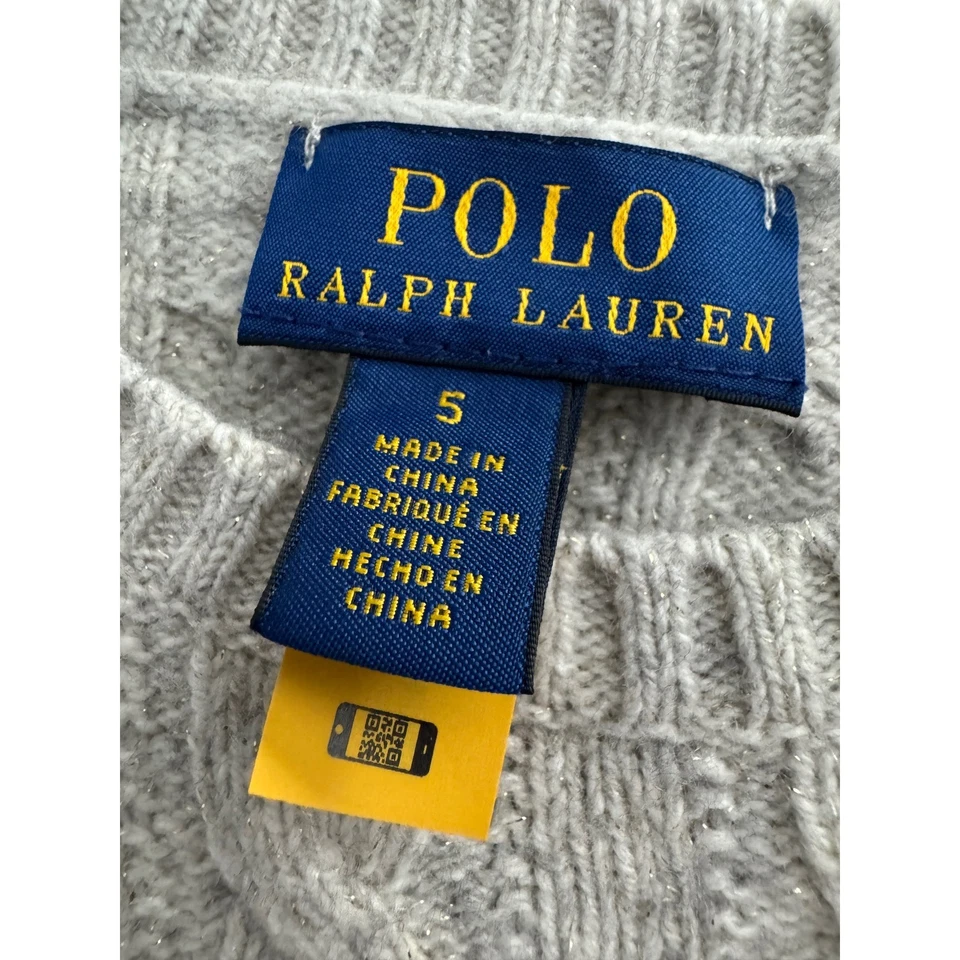 POLO
RALPH LAUREN
5
MADE IN
CHINA
FABRIQUÉ EN
CHINE
HECHO EN
CHINA